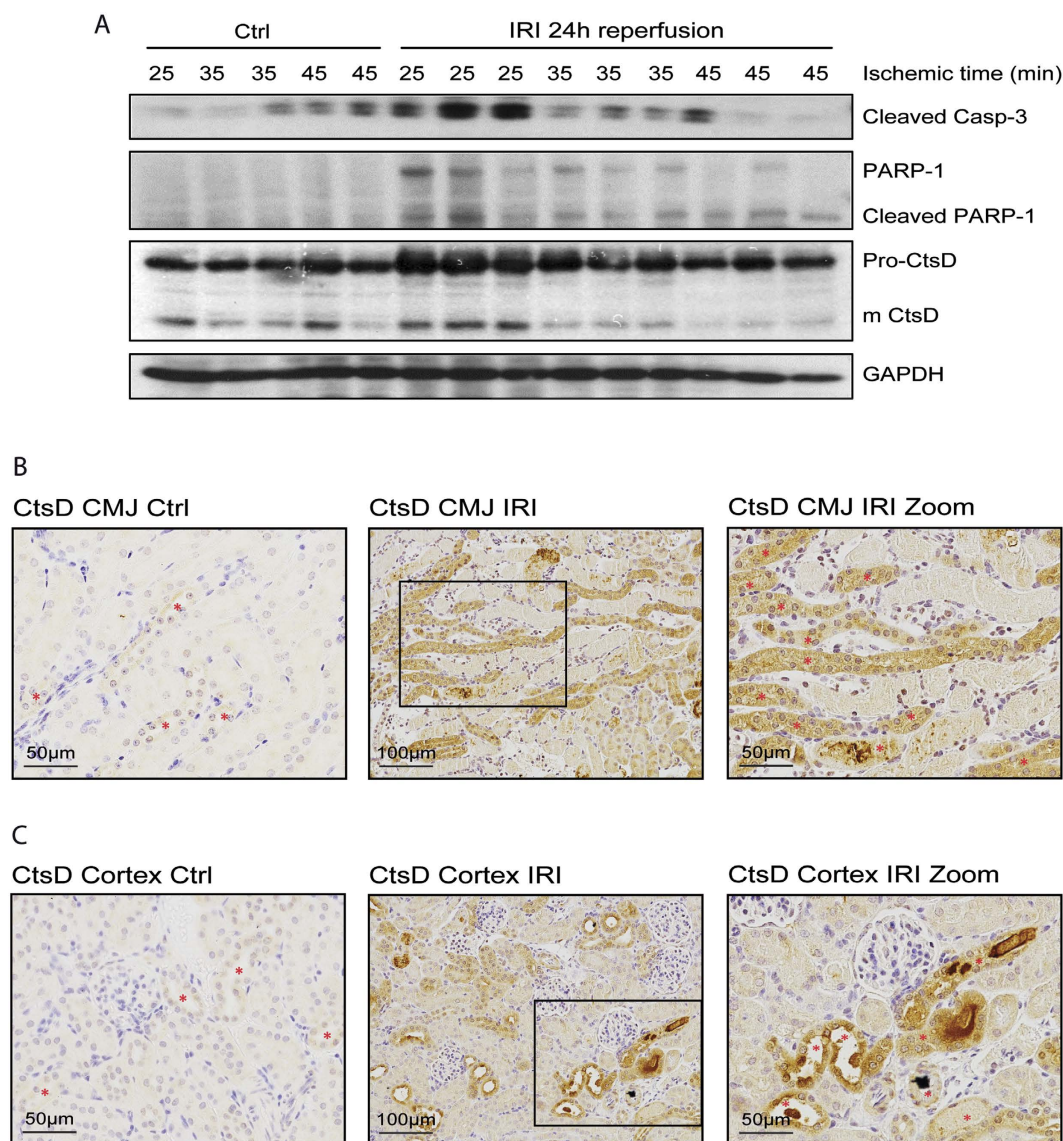 A
Ctrl IRI 24h reperfusion
25 35 35 45 45 25 25 25 35 35 35 45 45 45 Ischemic time (min)
Cleaved Casp-3
PARP-1
Cleaved PARP-1
Pro-CtsD
m CtsD
GAPDH
B
CtsD CMJ Ctrl CtsD CMJ IRI CtsD CMJ IRI Zoom
50µm 100µm 50µm
C
CtsD Cortex Ctrl CtsD Cortex IRI CtsD Cortex IRI Zoom
50µm 100µm 50µm